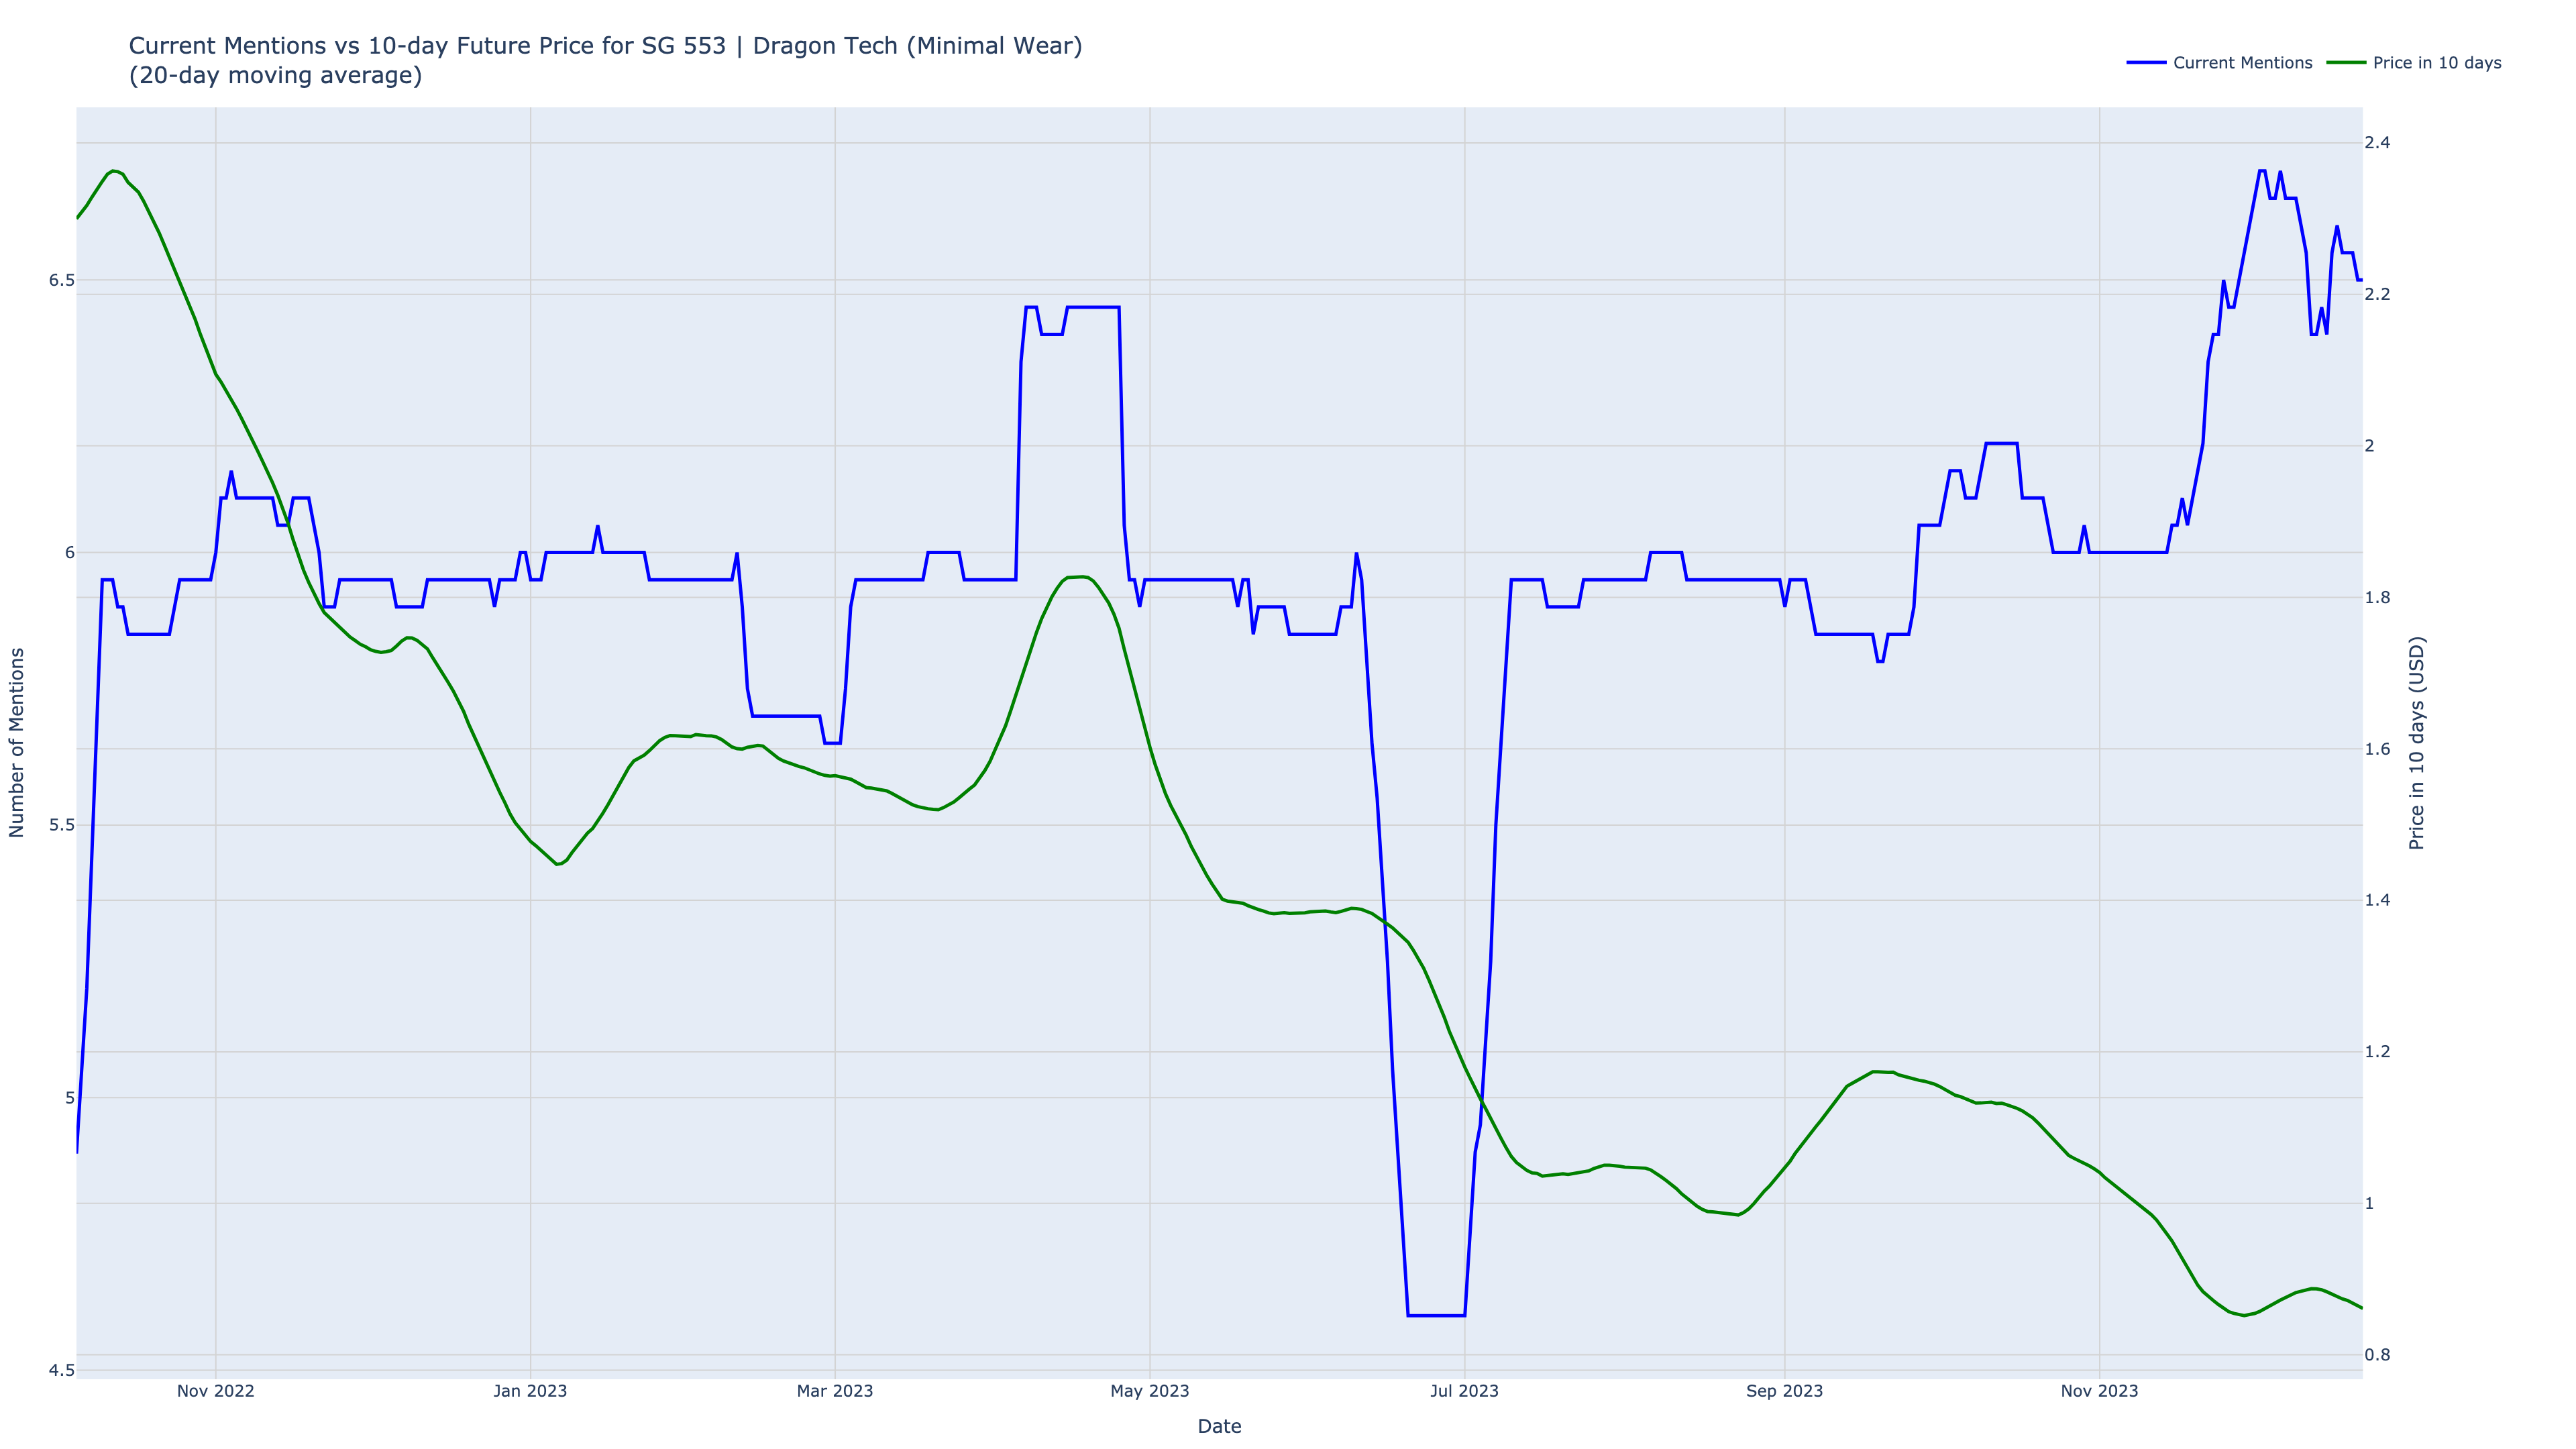 Current Mentions vs 10-day Future Price for SG 553 | Dragon Tech (Minimal Wear)
(20-day moving average)
Current Mentions
Price in 10 days
Number of Mentions
6.5
6
5.5
5
4.5
2.4
2.2
2
1.8
1.6
1.4
1.2
1
0.8
Price in 10 days (USD)
Nov 2022
Jan 2023
Mar 2023
May 2023
Jul 2023
Sep 2023
Nov 2023
Date